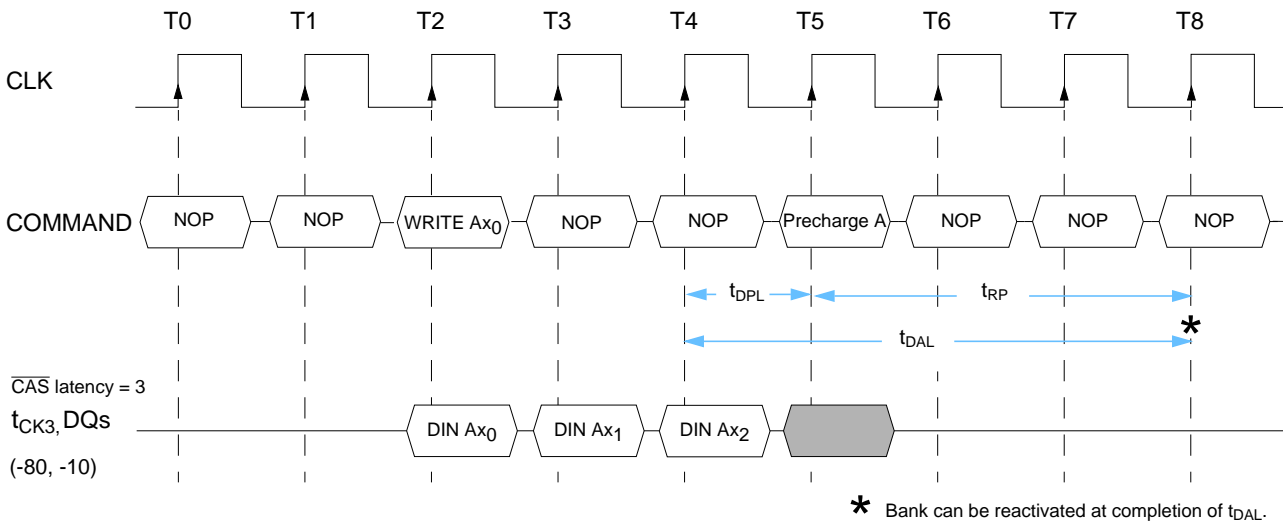 T0 T1 T2 T3 T4 T5 T6 T7 T8
CLK
COMMAND NOP NOP WRITE Ax0 NOP NOP Precharge A NOP NOP NOP
tDPL tRP
tDAL *
CAS latency = 3
tCK3, DQs DIN Ax0 DIN Ax1 DIN Ax2
(-80, -10)
* Bank can be reactivated at completion of tDAL.